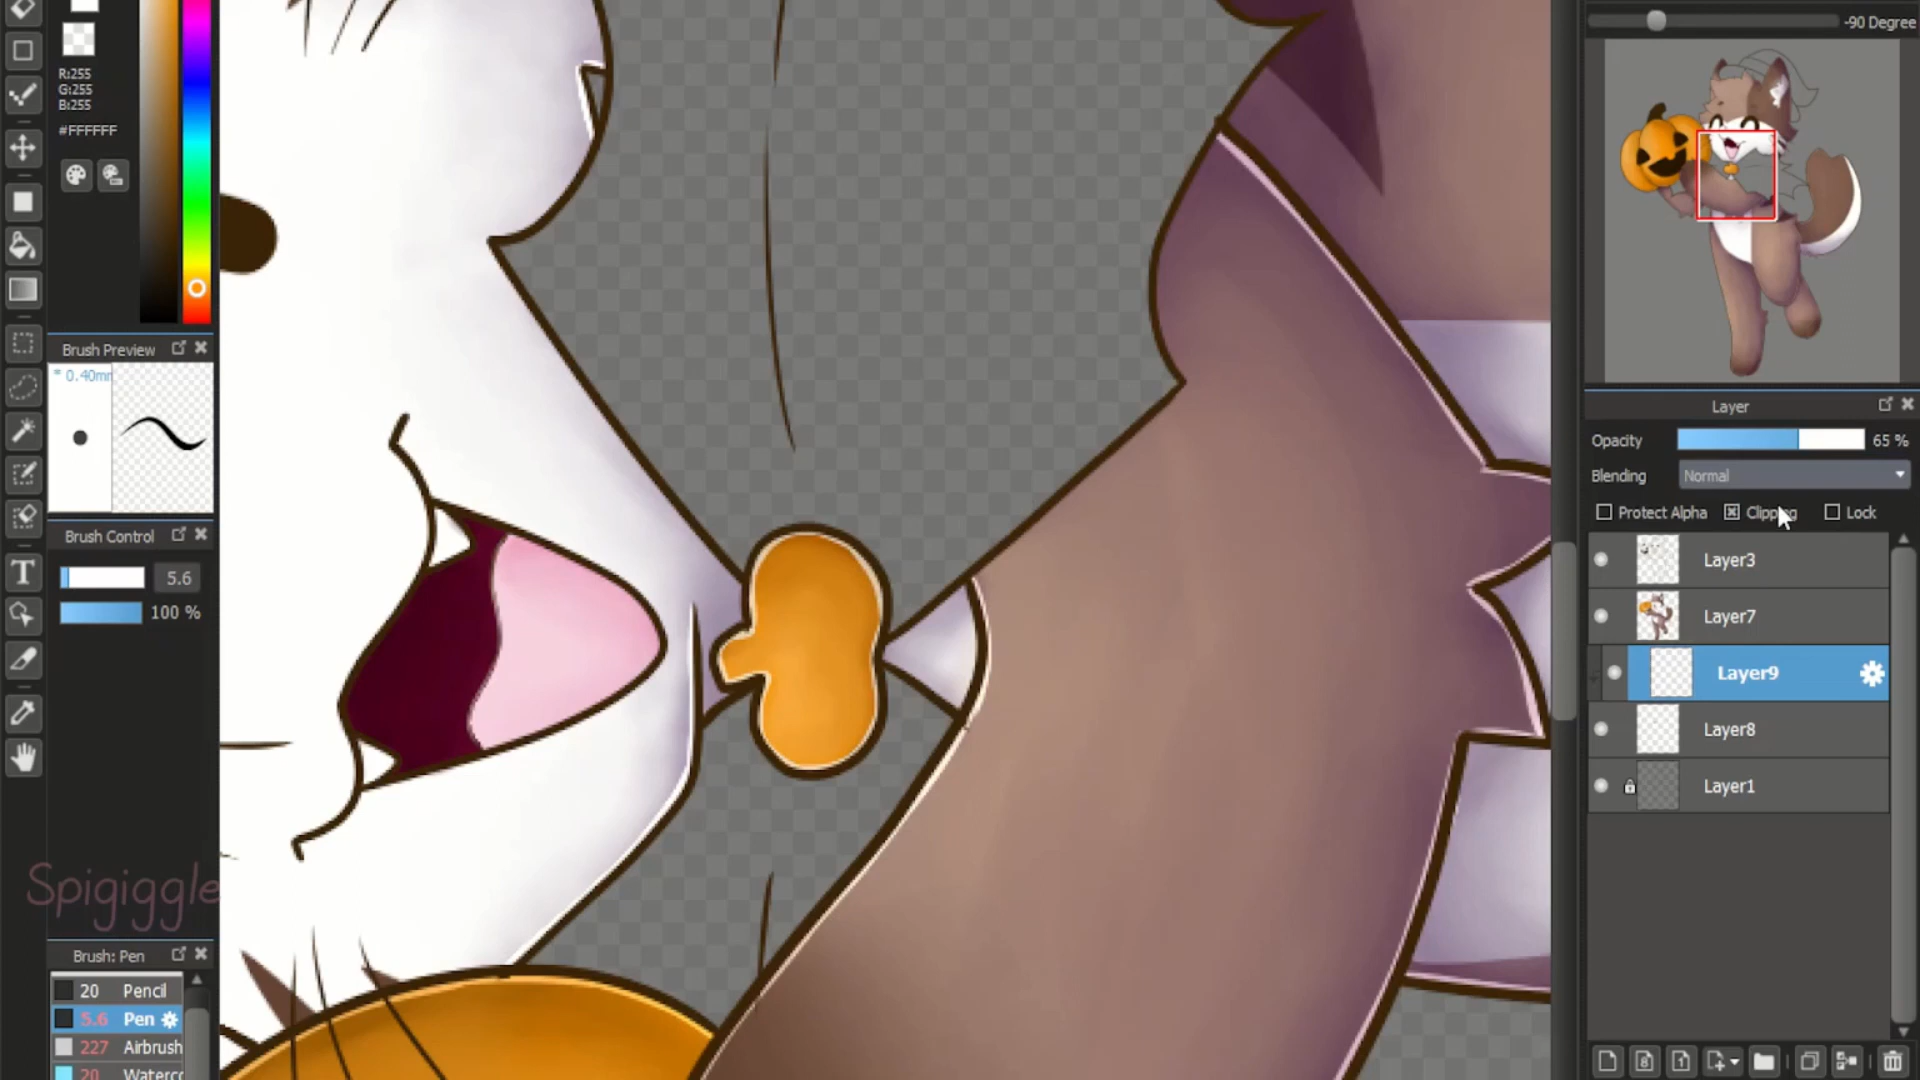 R:255
G:255
B:255
#FFFFFF
Brush Preview
* 0.40mm
Brush Control
5.6
100 %
Spigiggle
Brush: Pen
20 Pencil
5.6 Pen
227 Airbrush
20 Waterco
-90 Degree
Layer
Opacity 65 %
Blending Normal
Protect Alpha Clipping Lock
Layer3
Layer7
Layer9
Layer8
Layer1